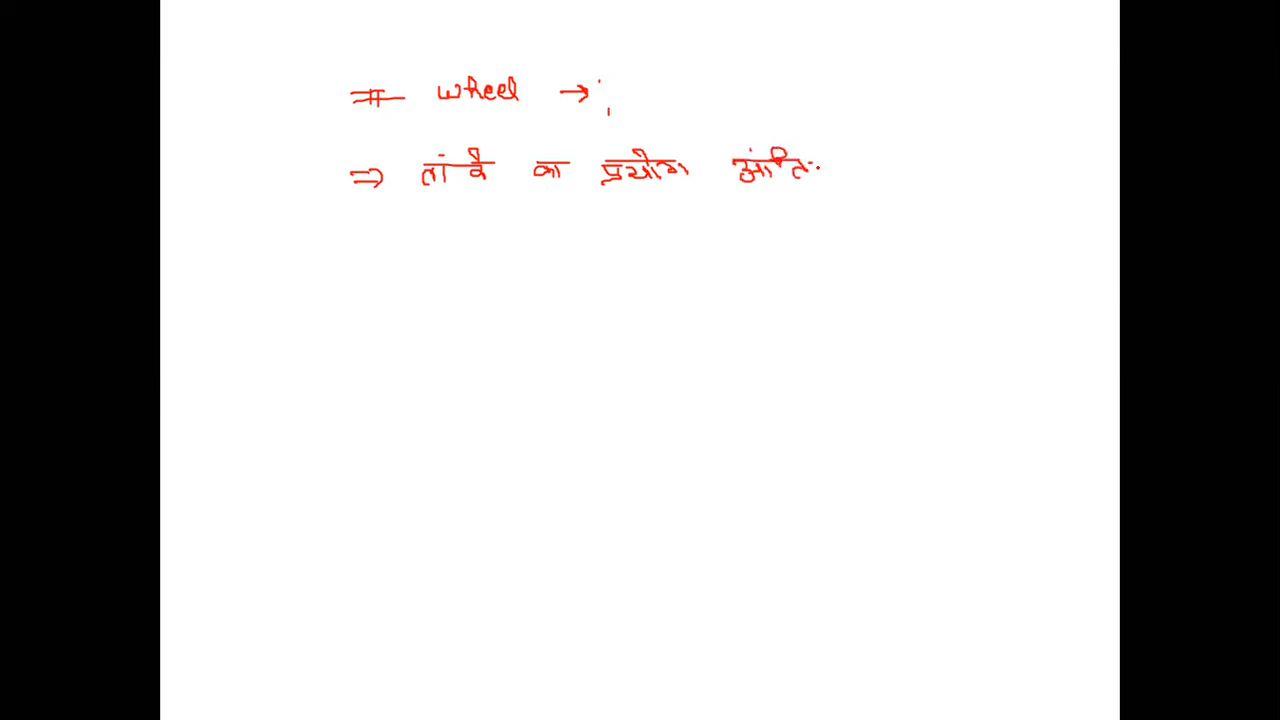 # wheel →
⇒ तांबे का प्रयोग